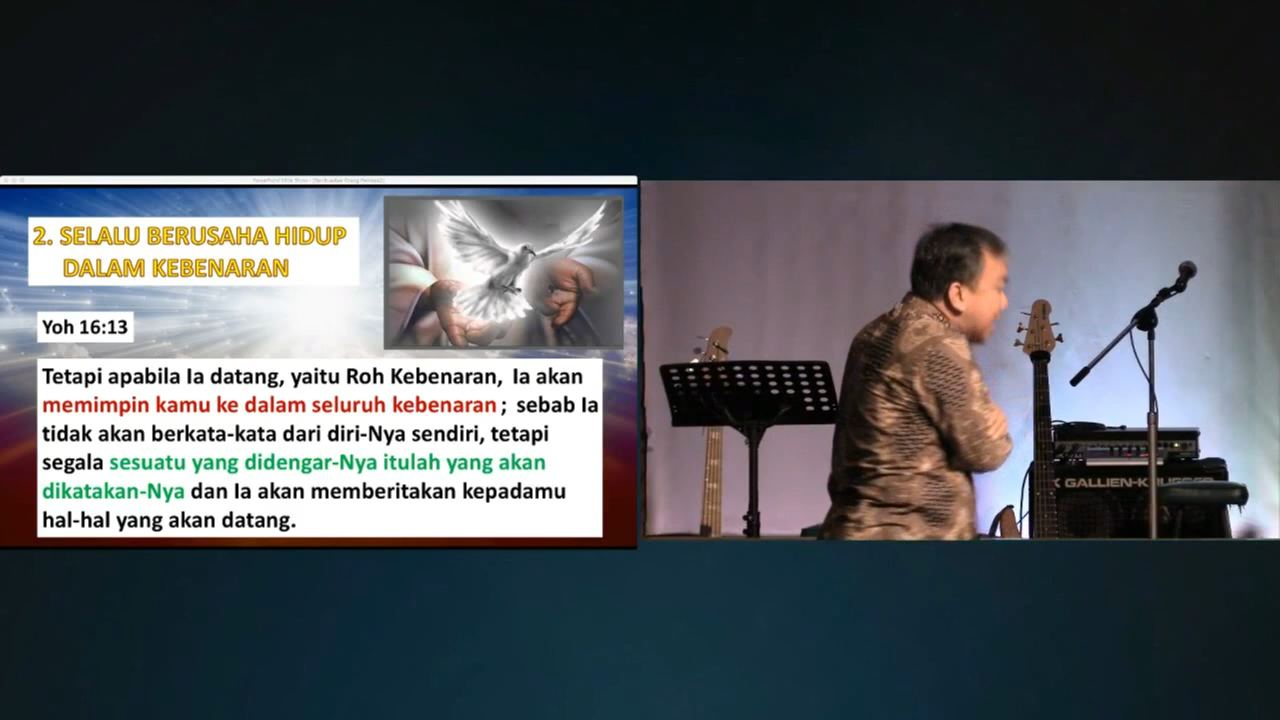 2. SELALU BERUSAHA HIDUP
DALAM KEBENARAN
Yoh 16:13
Tetapi apabila Ia datang, yaitu Roh Kebenaran, Ia akan
memimpin kamu ke dalam seluruh kebenaran ; sebab Ia
tidak akan berkata-kata dari diri-Nya sendiri, tetapi
segala sesuatu yang didengar-Nya itulah yang akan
dikatakan-Nya dan Ia akan memberitakan kepadamu
hal-hal yang akan datang.
GALLIEN-KRUEGER